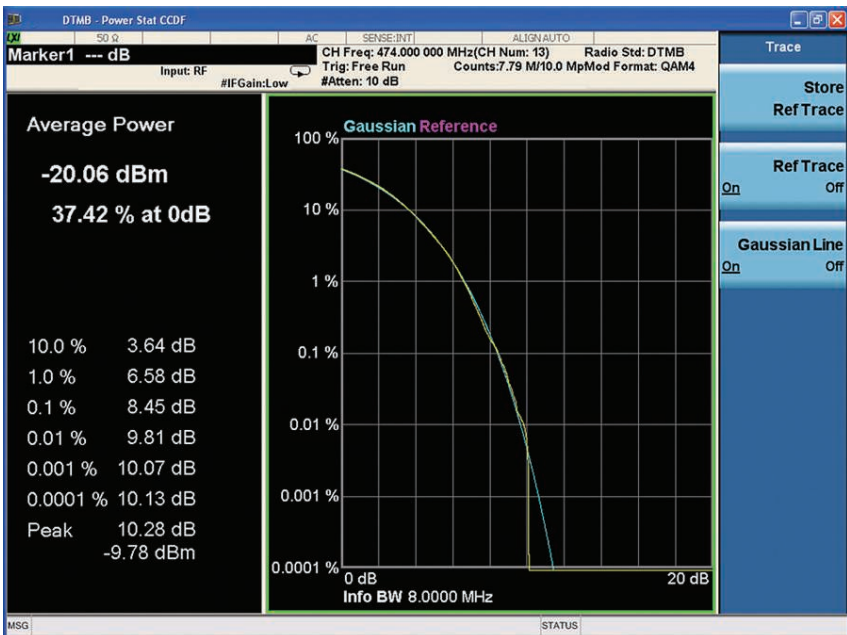 DTMB - Power Stat CCDF
LXI
50 Ω
AC
SENSE:INT
ALIGN AUTO
Marker1 --- dB
Input: RF
#IFGain:Low
CH Freq: 474.000 000 MHz(CH Num: 13)
Radio Std: DTMB
Trig: Free Run
Counts:7.79 M/10.0 MpMod Format: QAM4
#Atten: 10 dB
Average Power
-20.06 dBm
37.42 % at 0dB
10.0 % 3.64 dB
1.0 % 6.58 dB
0.1 % 8.45 dB
0.01 % 9.81 dB
0.001 % 10.07 dB
0.0001 % 10.13 dB
Peak 10.28 dB
-9.78 dBm
Gaussian Reference
100 %
10 %
1 %
0.1 %
0.01 %
0.001 %
0.0001 %
0 dB
20 dB
Info BW 8.0000 MHz
Trace
Store
Ref Trace
Ref Trace
On Off
Gaussian Line
On Off
MSG
STATUS